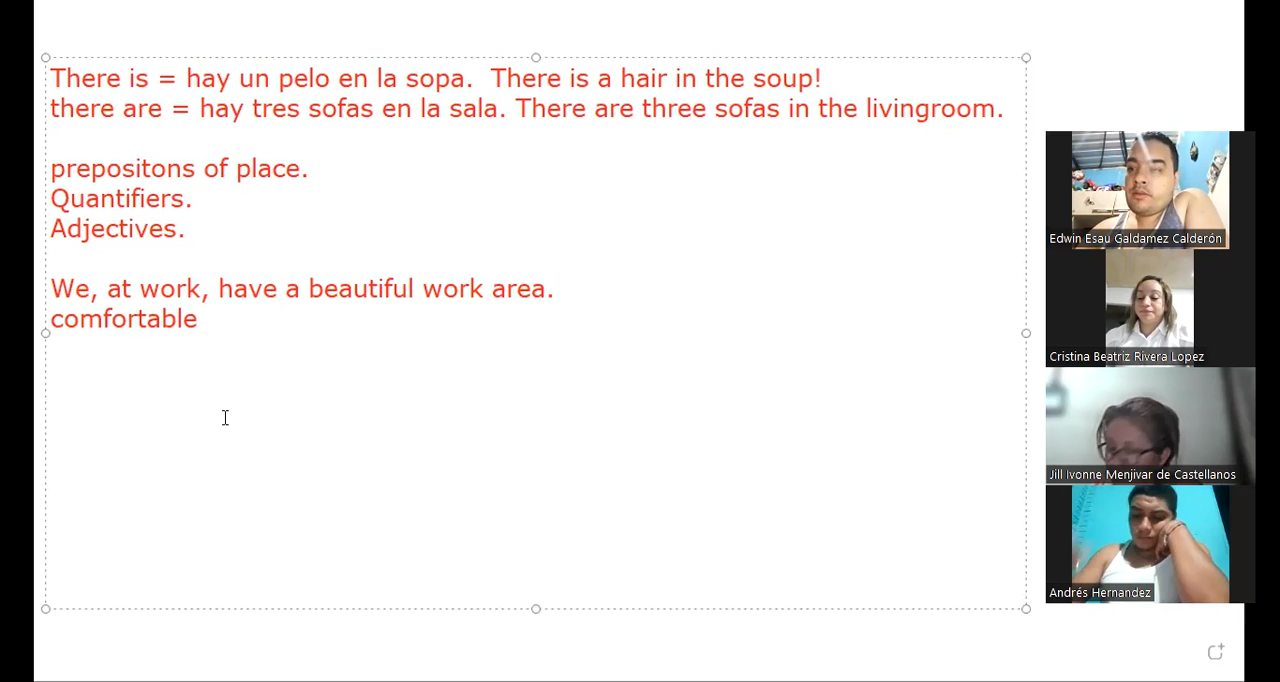 There is = hay un pelo en la sopa.  There is a hair in the soup!
there are = hay tres sofas en la sala. There are three sofas in the livingroom.
prepositons of place.
Quantifiers.
Adjectives.
We, at work, have a beautiful work area.
comfortable
Edwin Esau Galdamez Calderón
Cristina Beatriz Rivera Lopez
Jill Ivonne Menjivar de Castellanos
Andrés Hernandez